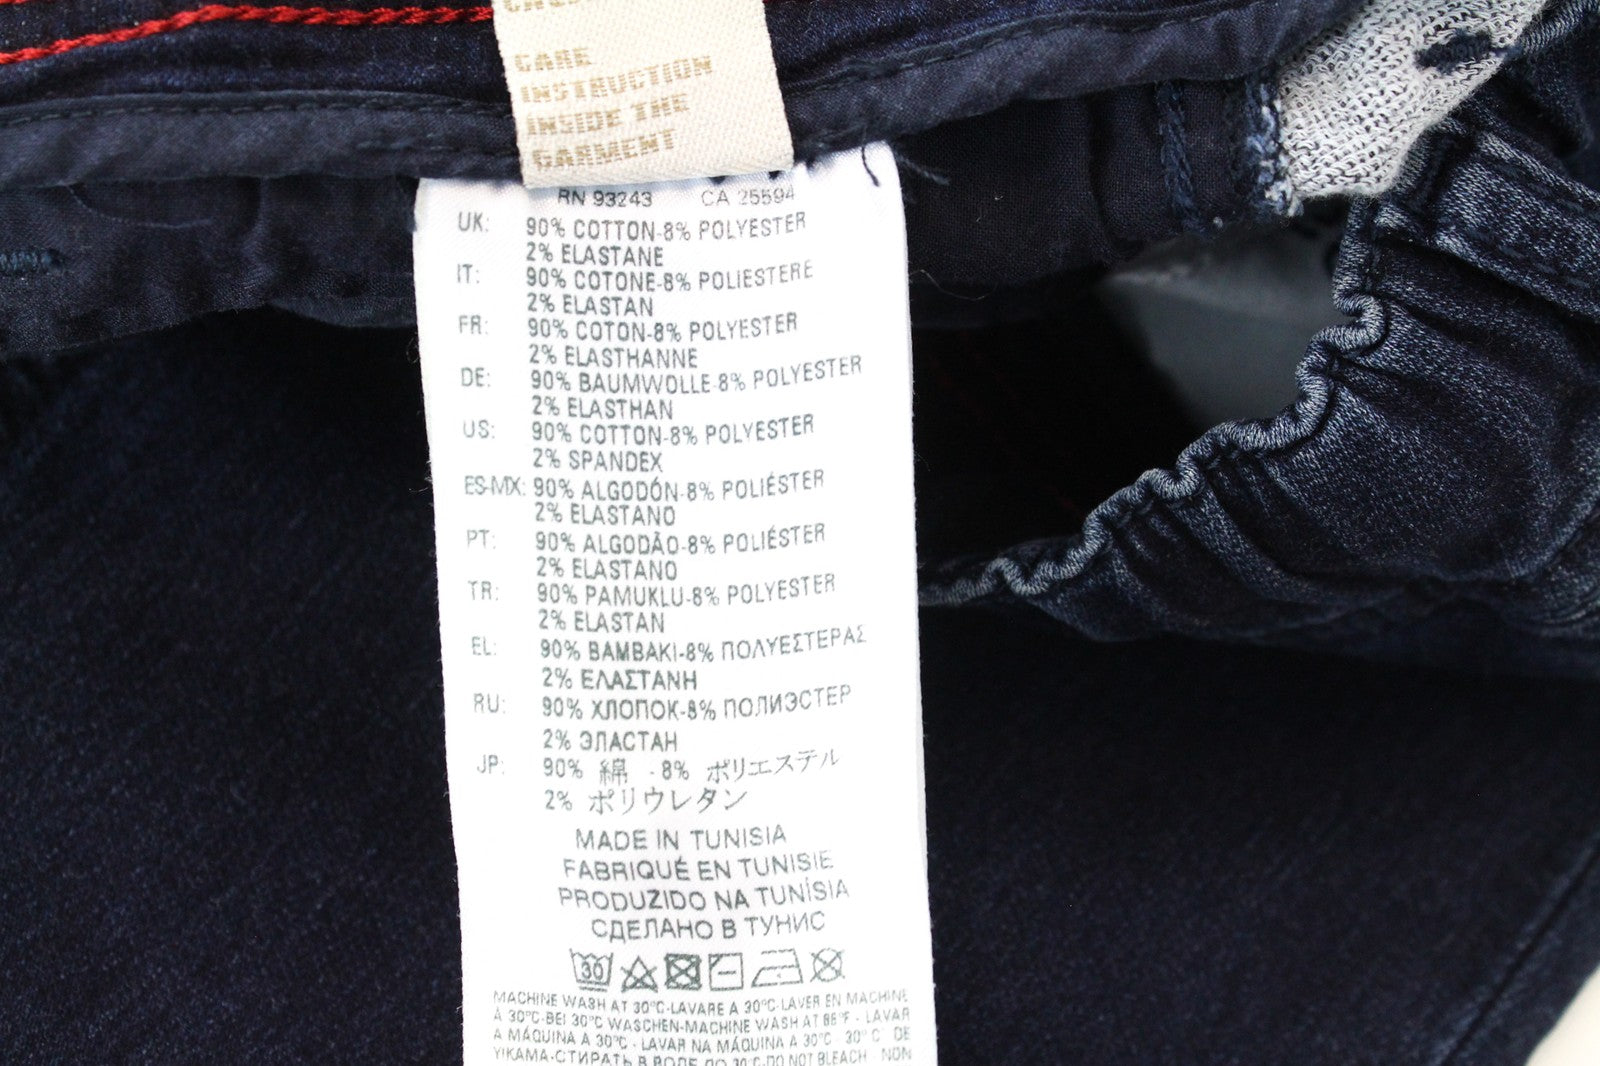 CARE
INSTRUCTION
INSIDE THE
GARMENT
RN 93243 CA 25594
UK: 90% COTTON-8% POLYESTER
2% ELASTANE
IT: 90% COTONE-8% POLIESTERE
2% ELASTAN
FR: 90% COTON-8% POLYESTER
2% ELASTHANNE
DE: 90% BAUMWOLLE-8% POLYESTER
2% ELASTHAN
US: 90% COTTON-8% POLYESTER
2% SPANDEX
ES-MX: 90% ALGODÓN-8% POLIÉSTER
2% ELASTANO
PT: 90% ALGODÃO-8% POLIÉSTER
2% ELASTANO
TR: 90% PAMUKLU-8% POLYESTER
2% ELASTAN
EL: 90% ΒΑΜΒΑΚΙ-8% ΠΟΛΥΕΣΤΕΡΑΣ
2% ΕΛΑΣΤΑΝΗ
RU: 90% ХЛОПОК-8% ПОЛИЭСТЕР
2% ЭЛАСТАН
JP: 90% 綿 -8% ポリエステル
2% ポリウレタン
MADE IN TUNISIA
FABRIQUÉ EN TUNISIE
PRODUZIDO NA TUNÍSIA
СДЕЛАНО В ТУНИС
30
MACHINE WASH AT 30°C-LAVARE A 30°C-LAVER EN MACHINE
À 30°C-BEI 30°C WASCHEN-MACHINE WASH AT 86°F - LAVAR
A MÁQUINA A 30°C - LAVAR NA MÁQUINA A 30°C - 30°C DE
YIKAMA-СТИРАТЬ В ВОДЕ ДО 30°C-DO NOT BLEACH - NON